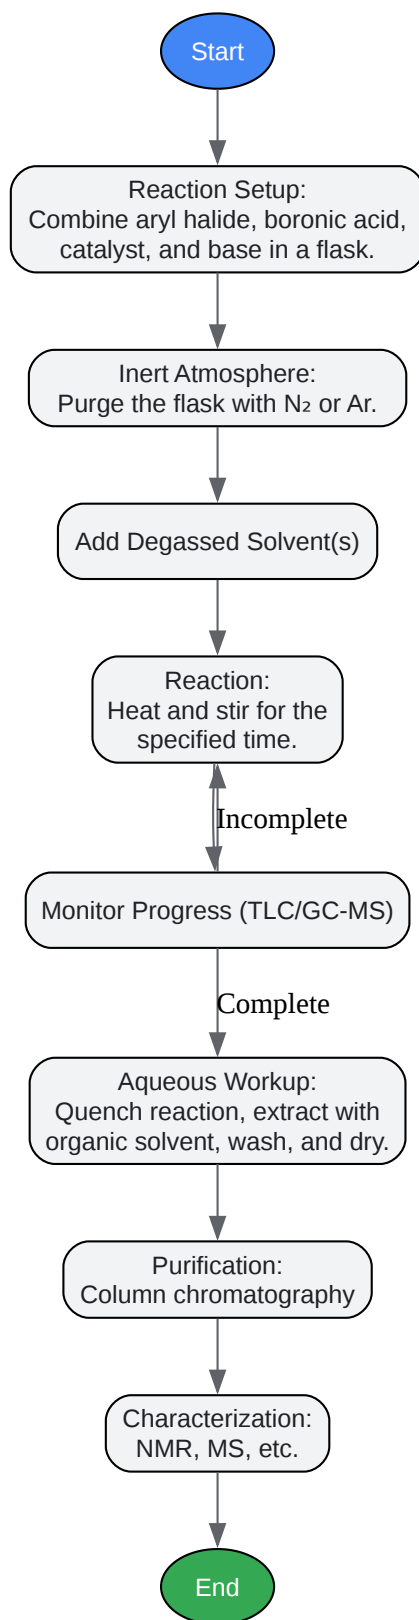 Start
Reaction Setup:
Combine aryl halide, boronic acid,
catalyst, and base in a flask.
Inert Atmosphere:
Purge the flask with N₂ or Ar.
Add Degassed Solvent(s)
Reaction:
Heat and stir for the
specified time.
Incomplete
Monitor Progress (TLC/GC-MS)
Complete
Aqueous Workup:
Quench reaction, extract with
organic solvent, wash, and dry.
Purification:
Column chromatography
Characterization:
NMR, MS, etc.
End